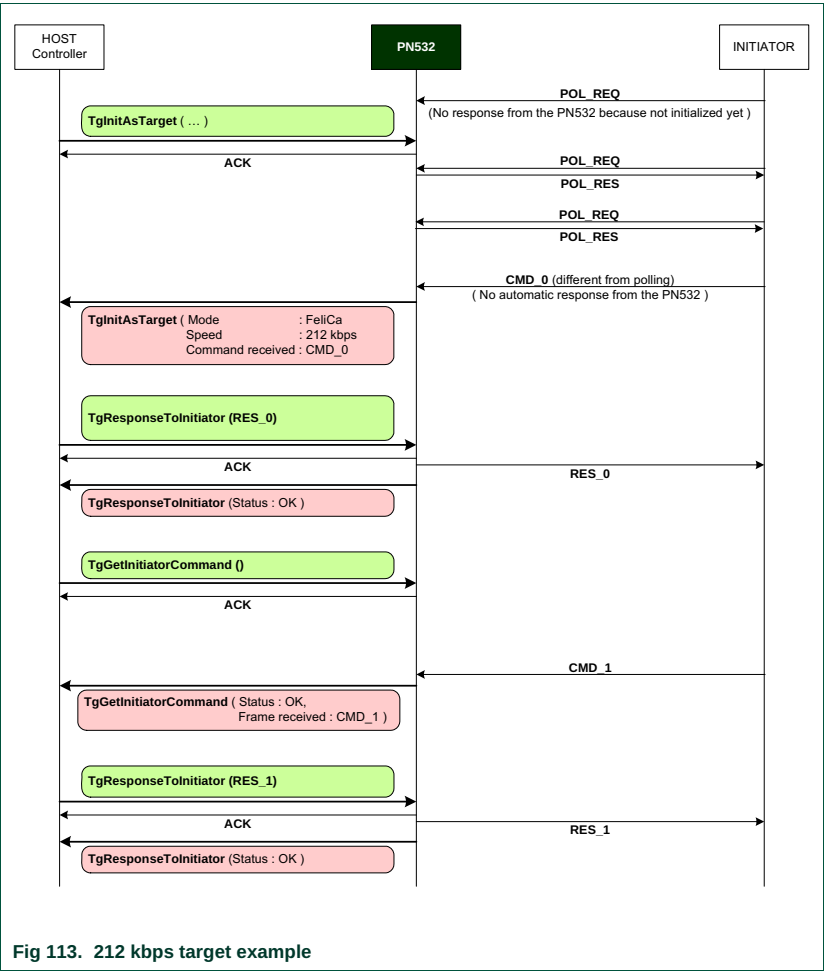 HOST
Controller
PN532
INITIATOR
POL_REQ
(No response from the PN532 because not initialized yet )
TgInitAsTarget ( … )
ACK
POL_REQ
POL_RES
POL_REQ
POL_RES
CMD_0 (different from polling)
( No automatic response from the PN532 )
TgInitAsTarget ( Mode : FeliCa
Speed : 212 kbps
Command received : CMD_0
TgResponseToInitiator (RES_0)
ACK
RES_0
TgResponseToInitiator (Status : OK )
TgGetInitiatorCommand ()
ACK
CMD_1
TgGetInitiatorCommand ( Status : OK,
Frame received : CMD_1 )
TgResponseToInitiator (RES_1)
ACK
RES_1
TgResponseToInitiator (Status : OK )
Fig 113. 212 kbps target example